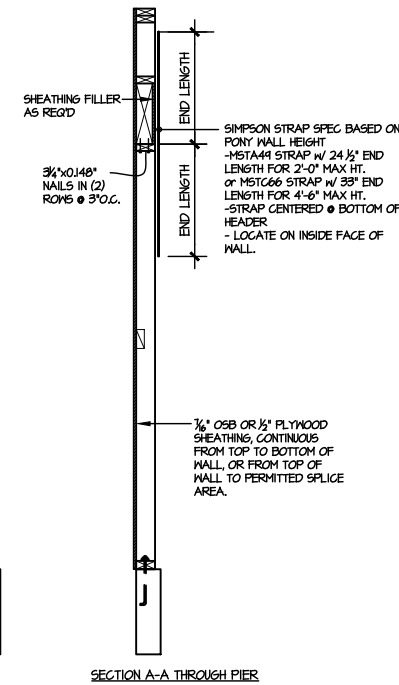 SHEATHING FILLER
AS REQ'D
3¼"x0.148"
NAILS IN (2)
ROWS @ 3"O.C.
END LENGTH
END LENGTH
SIMPSON STRAP SPEC BASED ON
PONY WALL HEIGHT
-MSTA49 STRAP w/ 24 ½" END
LENGTH FOR 2'-0" MAX HT.
or MSTC66 STRAP w/ 33" END
LENGTH FOR 4'-6" MAX HT.
-STRAP CENTERED @ BOTTOM OF
HEADER
- LOCATE ON INSIDE FACE OF
WALL.
7/16" OSB OR ½" PLYWOOD
SHEATHING, CONTINUOUS
FROM TOP TO BOTTOM OF
WALL, OR FROM TOP OF
WALL TO PERMITTED SPLICE
AREA.
SECTION A-A THROUGH PIER